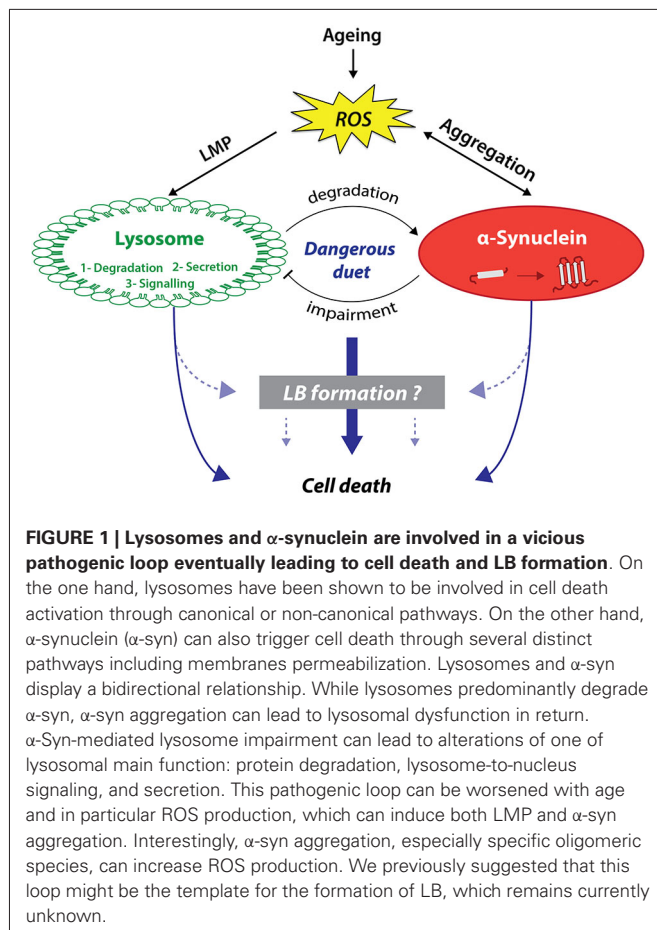 Ageing
ROS
LMP
Aggregation
degradation
Lysosome
1- Degradation 2- Secretion
3- Signalling
Dangerous
duet
α-Synuclein
impairment
LB formation ?
Cell death
FIGURE 1 | Lysosomes and α-synuclein are involved in a vicious
pathogenic loop eventually leading to cell death and LB formation. On
the one hand, lysosomes have been shown to be involved in cell death
activation through canonical or non-canonical pathways. On the other hand,
α-synuclein (α-syn) can also trigger cell death through several distinct
pathways including membranes permeabilization. Lysosomes and α-syn
display a bidirectional relationship. While lysosomes predominantly degrade
α-syn, α-syn aggregation can lead to lysosomal dysfunction in return.
α-Syn-mediated lysosome impairment can lead to alterations of one of
lysosomal main function: protein degradation, lysosome-to-nucleus
signaling, and secretion. This pathogenic loop can be worsened with age
and in particular ROS production, which can induce both LMP and α-syn
aggregation. Interestingly, α-syn aggregation, especially specific oligomeric
species, can increase ROS production. We previously suggested that this
loop might be the template for the formation of LB, which remains currently
unknown.